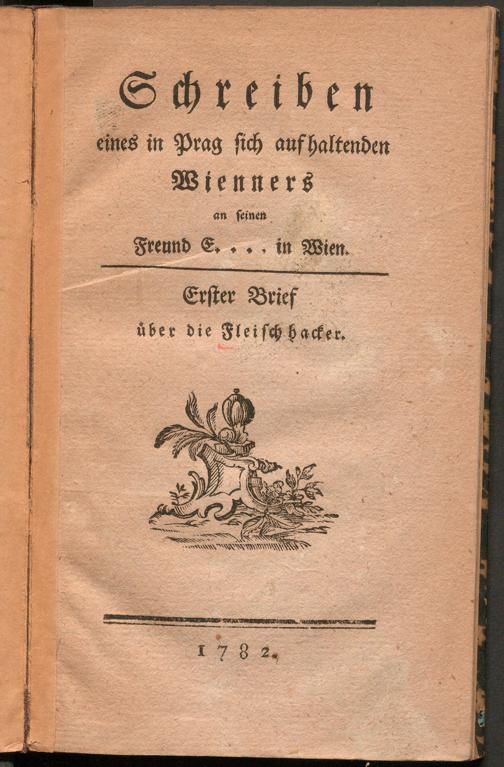 Schreiben
eines in Prag sich aufhaltenden
Wienners
an seinen
Freund E. . . . in Wien.
Erster Brief
über die Fleischhacker.
1782.